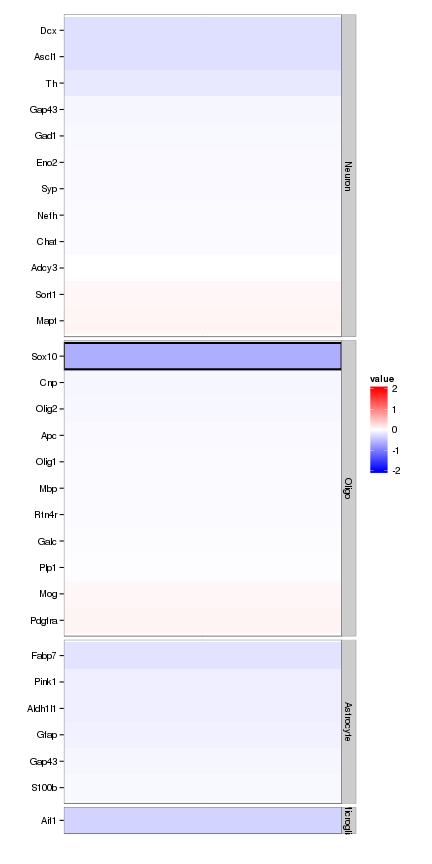 Dcx
Ascl1
Th
Gap43
Gad1
Eno2
Syp
Nefh
Chat
Adcy3
Sort1
Mapt
Neuron
Sox10
Cnp
Olig2
Apc
Olig1
Mbp
Rtn4r
Galc
Plp1
Mog
Pdgfra
Oligo
value
2
1
0
-1
-2
Fabp7
Pink1
Aldh1l1
Gfap
Gap43
S100b
Astrocyte
Aif1
icrogli